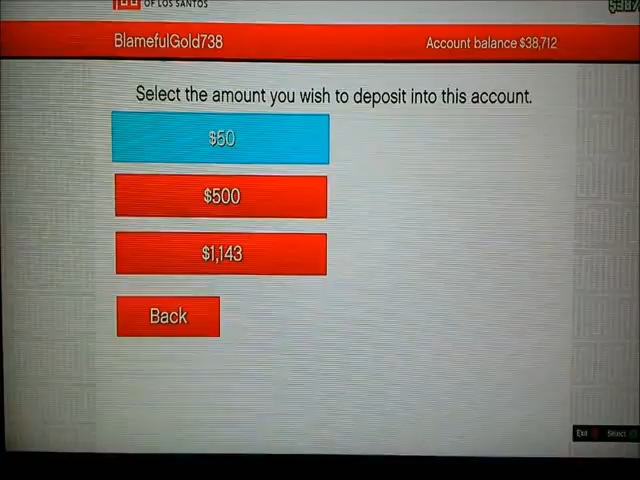 OF LOS SANTOS
BlamefulGold738
Account balance $38,712
Select the amount you wish to deposit into this account.
$50
$500
$1,143
Back
Exit Select